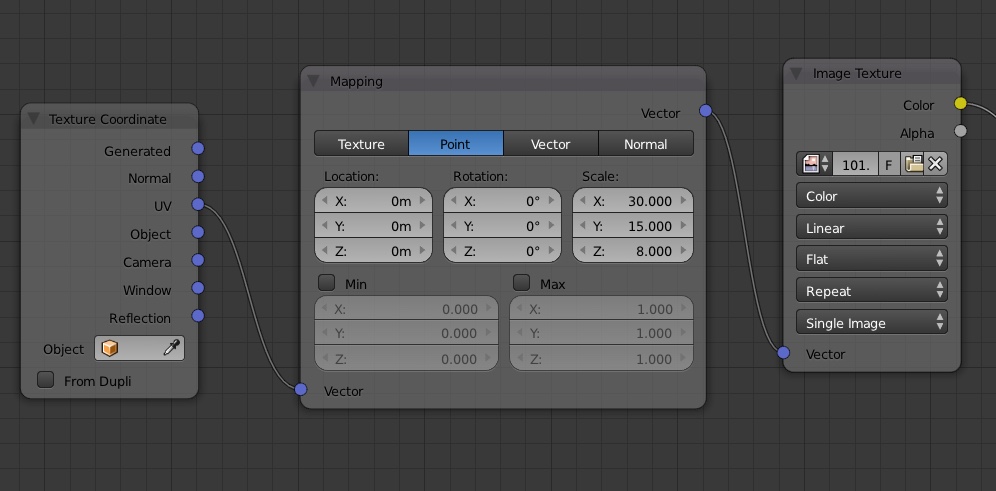 Texture Coordinate
Generated
Normal
UV
Object
Camera
Window
Reflection
Object
From Dupli
Mapping
Vector
Texture Point Vector Normal
Location: Rotation: Scale:
X: 0m X: 0° X: 30.000
Y: 0m Y: 0° Y: 15.000
Z: 0m Z: 0° Z: 8.000
Min Max
X: 0.000 X: 1.000
Y: 0.000 Y: 1.000
Z: 0.000 Z: 1.000
Vector
Image Texture
Color
Alpha
101. F
Color
Linear
Flat
Repeat
Single Image
Vector